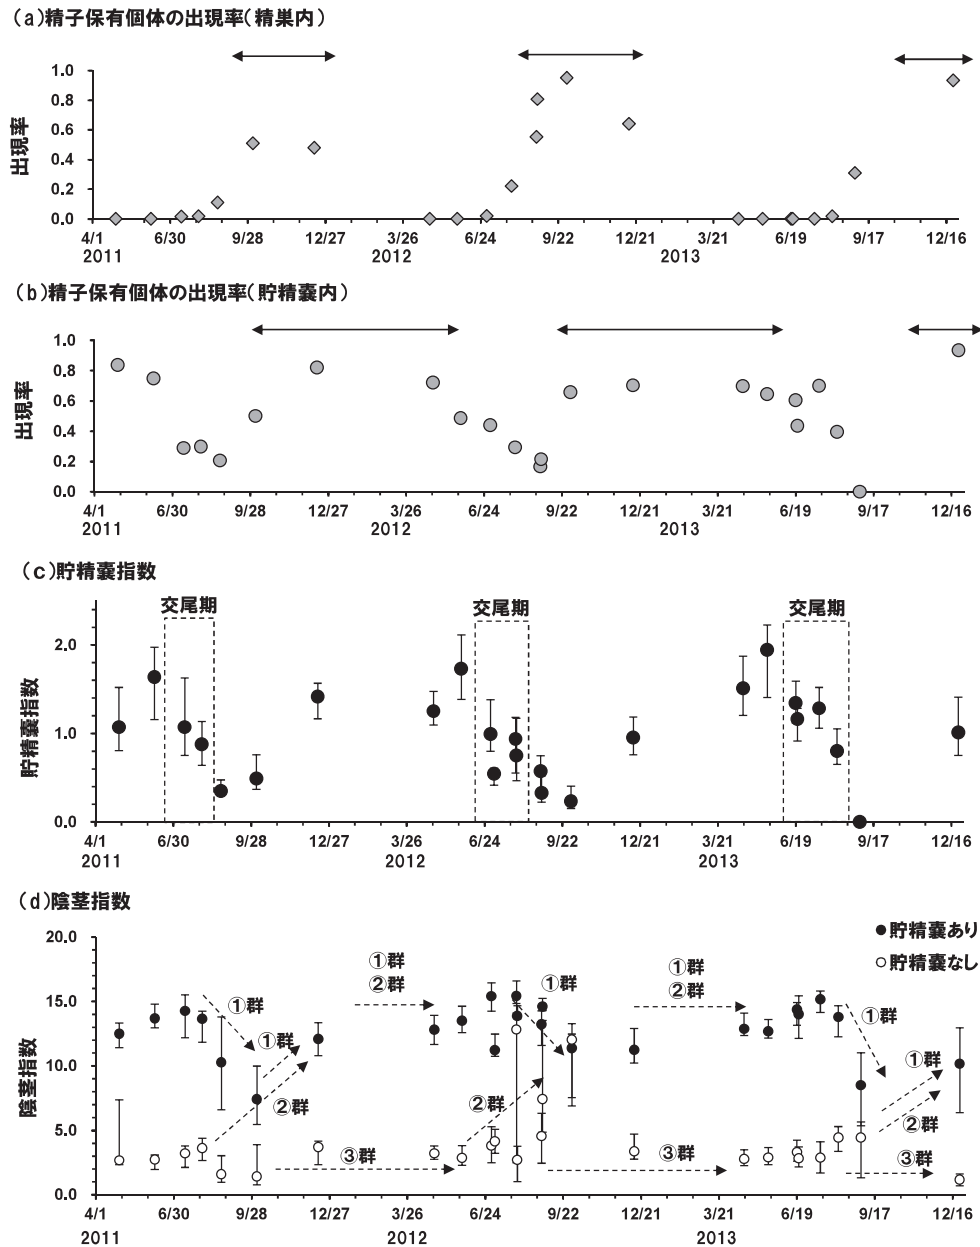 (a)精子保有個体の出現率(精巣内)
出現率
1.0
0.8
0.6
0.4
0.2
0.0
4/1 6/30 9/28 12/27 3/26 6/24 9/22 12/21 3/21 6/19 9/17 12/16
2011 2012 2013
(b)精子保有個体の出現率(貯精嚢内)
出現率
1.0
0.8
0.6
0.4
0.2
0.0
4/1 6/30 9/28 12/27 3/26 6/24 9/22 12/21 3/21 6/19 9/17 12/16
2011 2012 2013
(c)貯精嚢指数
交尾期 交尾期 交尾期
貯精嚢指数
2.0
1.0
0.0
4/1 6/30 9/28 12/27 3/26 6/24 9/22 12/21 3/21 6/19 9/17 12/16
2011 2012 2013
(d)陰茎指数
●貯精嚢あり
○貯精嚢なし
陰茎指数
20.0
15.0
10.0
5.0
0.0
①群
①群
②群
①群
②群
①群
②群
①群
②群
①群
①群
②群
③群
③群
③群
4/1 6/30 9/28 12/27 3/26 6/24 9/22 12/21 3/21 6/19 9/17 12/16
2011 2012 2013